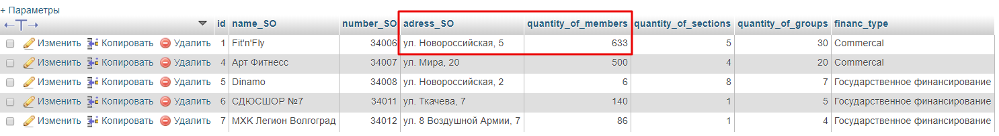 + Параметры
←T→ id name_SO number_SO adress_SO quantity_of_members quantity_of_sections quantity_of_groups financ_type
Изменить Копировать Удалить 1 Fit'n'Fly 34006 ул. Новороссийская, 5 633 5 30 Commercal
Изменить Копировать Удалить 4 Арт Фитнесс 34007 ул. Мира, 20 500 4 20 Commercal
Изменить Копировать Удалить 5 Dinamo 34008 ул. Новороссийская, 2 6 8 7 Государственное финансирование
Изменить Копировать Удалить 6 СДЮСШОР №7 34011 ул. Ткачева, 7 140 1 5 Государственное финансирование
Изменить Копировать Удалить 7 МХК Легион Волгоград 34012 ул. 8 Воздушной Армии, 7 86 1 4 Государственное финансирование